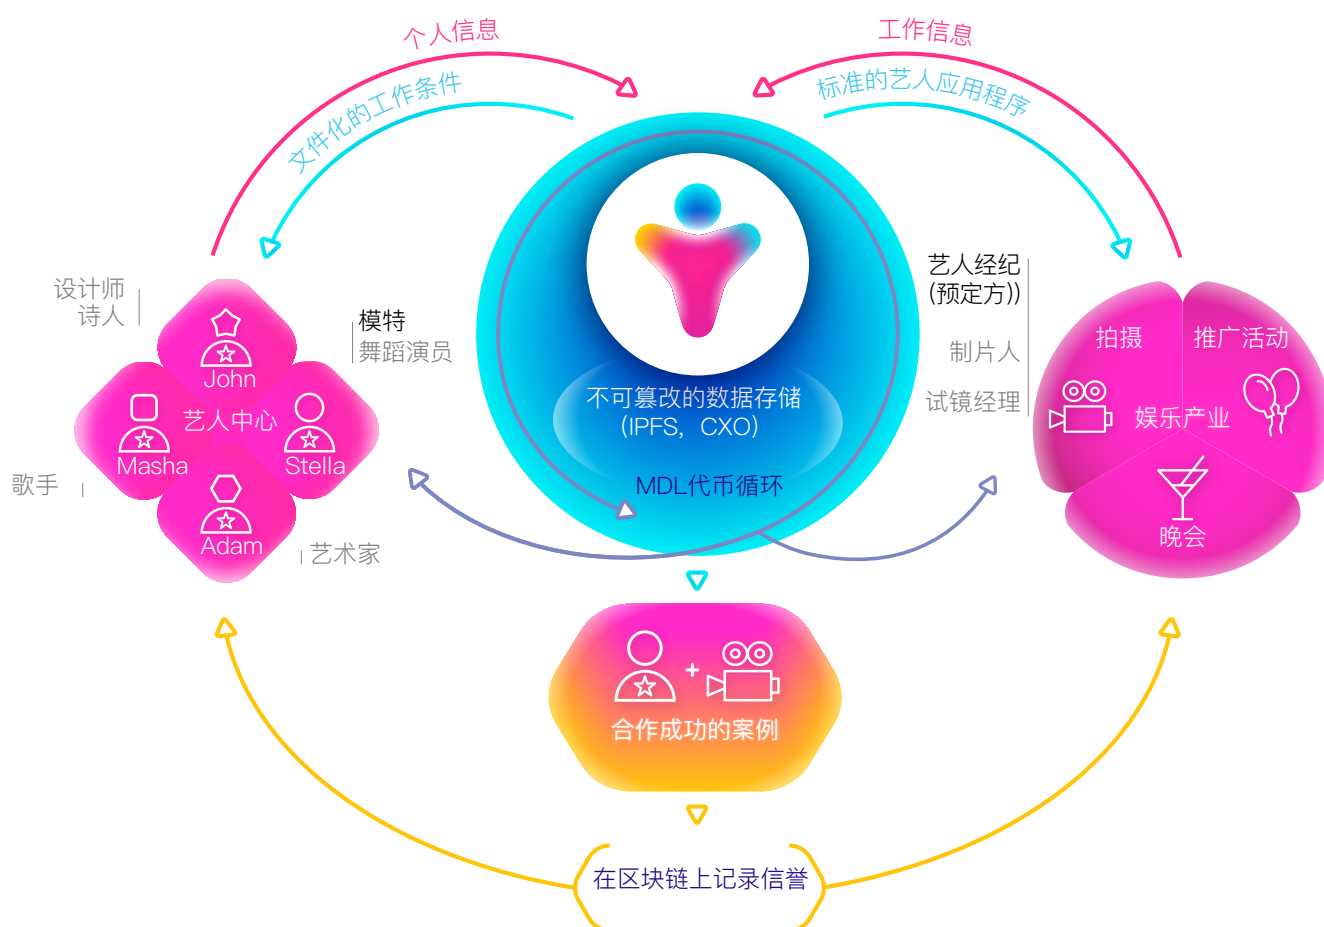 个人信息
工作信息
文件化的工作条件
标准的艺人应用程序
设计师
诗人
模特
舞蹈演员
John
Masha
艺人中心
Stella
Adam
歌手
艺术家
不可篡改的数据存储
(IPFS, CXO)
MDL代币循环
艺人经纪
(预定方))
制片人
试镜经理
拍摄
推广活动
娱乐产业
晚会
合作成功的案例
在区块链上记录信誉